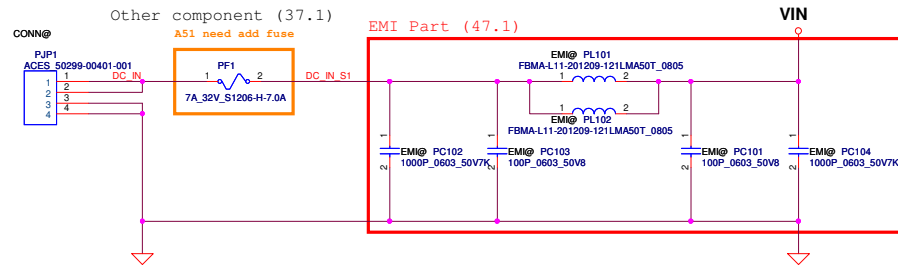 Other component (37.1)
VIN
EMI Part (47.1)
CONN@
A51 need add fuse
PJP1
ACES_50299-00401-001
1 1
2 2
3 3
4 4
DC_IN
PF1
1 2
7A_32V_S1206-H-7.0A
DC_IN_S1
EMI@ PL101
FBMA-L11-201209-121LMA50T_0805
1 2
1 2
EMI@ PL102
FBMA-L11-201209-121LMA50T_0805
1
2
EMI@ PC102
1000P_0603_50V7K
1
2
EMI@ PC103
100P_0603_50V8
1
2
EMI@ PC101
100P_0603_50V8
1
2
EMI@ PC104
1000P_0603_50V7K